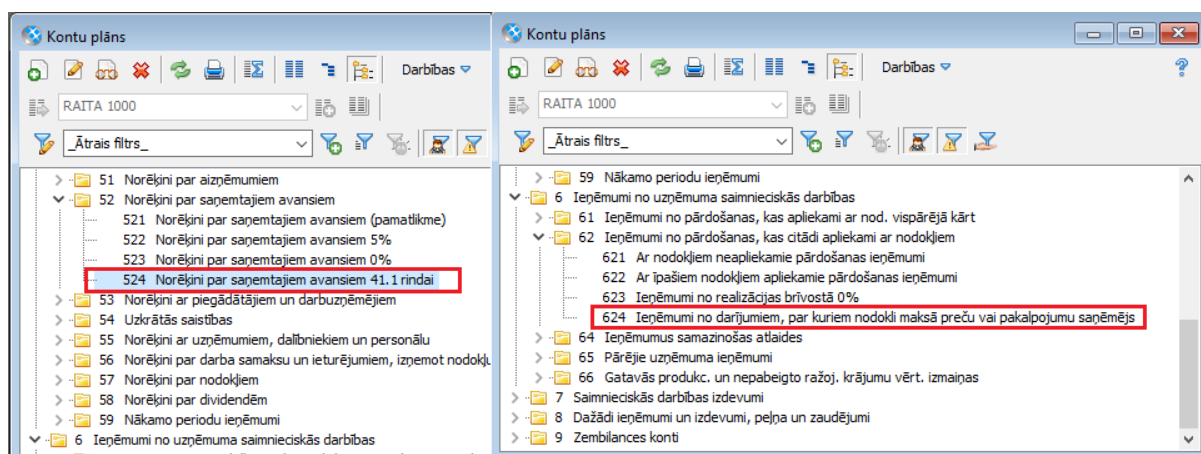 Kontu plāns
Darbības
RAITA 1000
_Ātrais filtrs_
51 Norēķini par aizņēmumiem
52 Norēķini par saņemtajiem avansiem
521 Norēķini par saņemtajiem avansiem (pamatlikme)
522 Norēķini par saņemtajiem avansiem 5%
523 Norēķini par saņemtajiem avansiem 0%
524 Norēķini par saņemtajiem avansiem 41.1 rindai
53 Norēķini ar piegādātājiem un darbuzņēmējiem
54 Uzkrātās saistības
55 Norēķini ar uzņēmumiem, dalībniekiem un personālu
56 Norēķini par darba samaksu un ieturējumiem, izņemot nodokļu
57 Norēķini par nodokļiem
58 Norēķini par dividendēm
59 Nākamo periodu ieņēmumi
6 Ieņēmumi no uzņēmuma saimnieciskās darbības
Kontu plāns
Darbības
?
RAITA 1000
_Ātrais filtrs_
59 Nākamo periodu ieņēmumi
6 Ieņēmumi no uzņēmuma saimnieciskās darbības
61 Ieņēmumi no pārdošanas, kas apliekami ar nod. vispārējā kārt
62 Ieņēmumi no pārdošanas, kas citādi apliekami ar nodokļiem
621 Ar nodokļiem neapliekamie pārdošanas ieņēmumi
622 Ar īpašiem nodokļiem apliekamie pārdošanas ieņēmumi
623 Ieņēmumi no realizācijas brīvostā 0%
624 Ieņēmumi no darījumiem, par kuriem nodokli maksā preču vai pakalpojumu saņēmējs
64 Ieņēmumus samazinošas atlaides
65 Pārējie uzņēmuma ieņēmumi
66 Gatavās produkc. un nepabeigto ražoj. krājumu vērt. izmaiņas
7 Saimnieciskās darbības izdevumi
8 Dažādi ieņēmumi un izdevumi, peļņa un zaudējumi
9 Zembilances konti